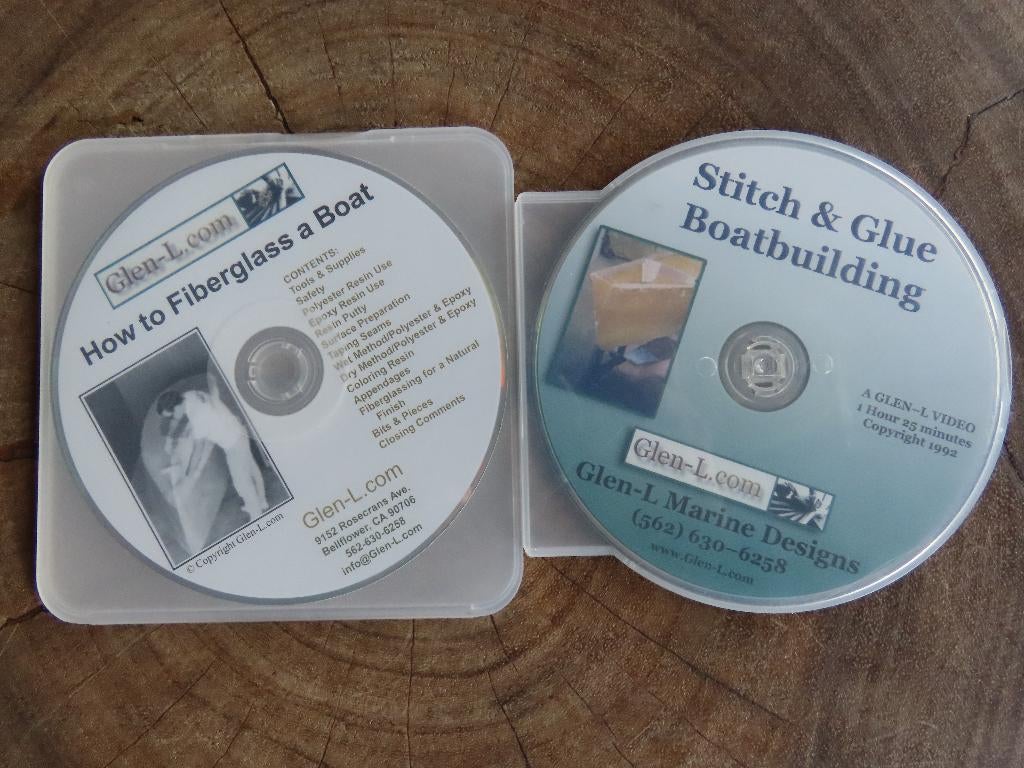 Glen-L.com
How to Fiberglass a Boat
CONTENTS:
Tools & Supplies
Safety
Polyester Resin Use
Epoxy Resin Use
Resin Putty
Surface Preparation
Taping Seams
Wet Method/Polyester & Epoxy
Dry Method/Polyester & Epoxy
Coloring Resin
Appendages
Fiberglassing for a Natural
Finish
Bits & Pieces
Closing Comments
© Copyright Glen-L.com
Glen-L.com
9152 Rosecrans Ave.
Bellflower, CA 90706
562-630-6258
info@Glen-L.com
Stitch & Glue
Boatbuilding
A GLEN-L VIDEO
1 Hour 25 minutes
Copyright 1992
Glen-L.com
Glen-L Marine Designs
(562) 630-6258
www.Glen-L.com